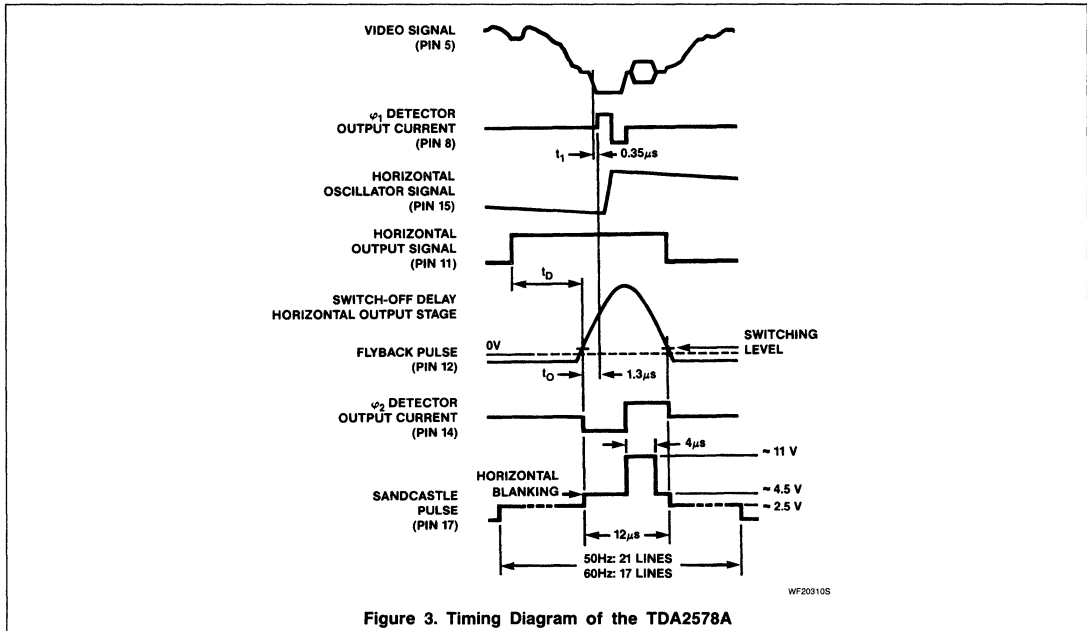 VIDEO SIGNAL
(PIN 5)
φ1 DETECTOR
OUTPUT CURRENT
(PIN 8)
t1
0.35μs
HORIZONTAL
OSCILLATOR SIGNAL
(PIN 15)
HORIZONTAL
OUTPUT SIGNAL
(PIN 11)
tD
SWITCH-OFF DELAY
HORIZONTAL OUTPUT STAGE
0V
SWITCHING
LEVEL
FLYBACK PULSE
(PIN 12)
tO
1.3μs
φ2 DETECTOR
OUTPUT CURRENT
(PIN 14)
4μs
~ 11 V
HORIZONTAL
BLANKING
~ 4.5 V
~ 2.5 V
SANDCASTLE
PULSE
(PIN 17)
12μs
50Hz: 21 LINES
60Hz: 17 LINES
WF20310S
Figure 3. Timing Diagram of the TDA2578A